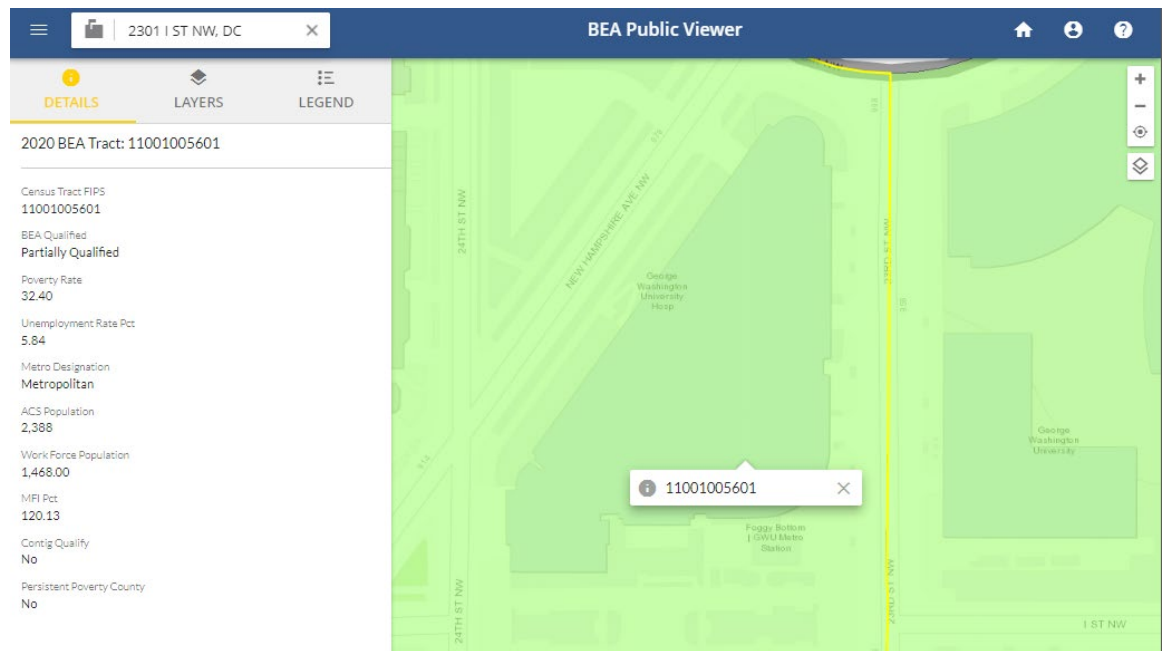 2301 I ST NW, DC
BEA Public Viewer
DETAILS
LAYERS
LEGEND
2020 BEA Tract: 11001005601
Census Tract FIPS
11001005601
BEA Qualified
Partially Qualified
Poverty Rate
32.40
Unemployment Rate Pct
5.84
Metro Designation
Metropolitan
ACS Population
2,388
Work Force Population
1,468.00
MFI Pct
120.13
Contig Qualify
No
Persistent Poverty County
No
24TH ST NW
NEW HAMPSHIRE AVE NW
George
Washington
University
Hosp
23RD ST NW
George
Washington
University
11001005601
Foggy Bottom
| GWU Metro
Station
24TH ST NW
23RD ST NW
I ST NW